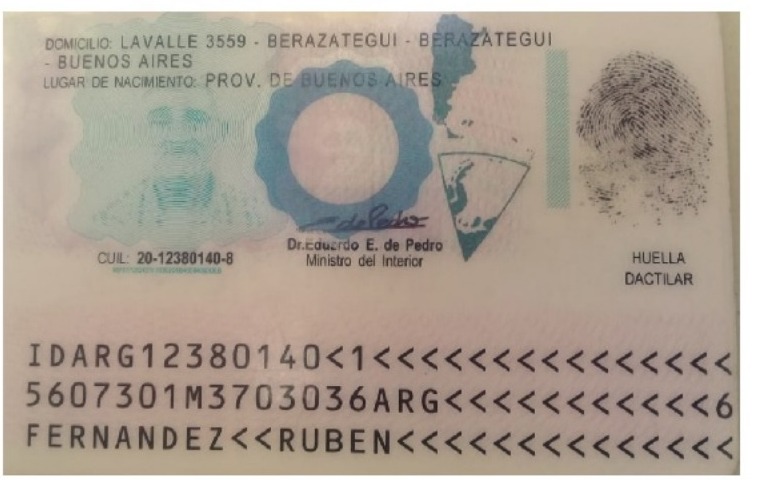 DOMICILIO: LAVALLE 3559 - BERAZATEGUI - BERAZATEGUI
- BUENOS AIRES
LUGAR DE NACIMIENTO: PROV. DE BUENOS AIRES
CUIL: 20-12380140-8
Dr.Eduardo E. de Pedro
Ministro del Interior
HUELLA
DACTILAR
IDARG12380140<1<<<<<<<<<<<<<<<
5607301M3703036ARG<<<<<<<<<<<6
FERNANDEZ<<RUBEN<<<<<<<<<<<<<<